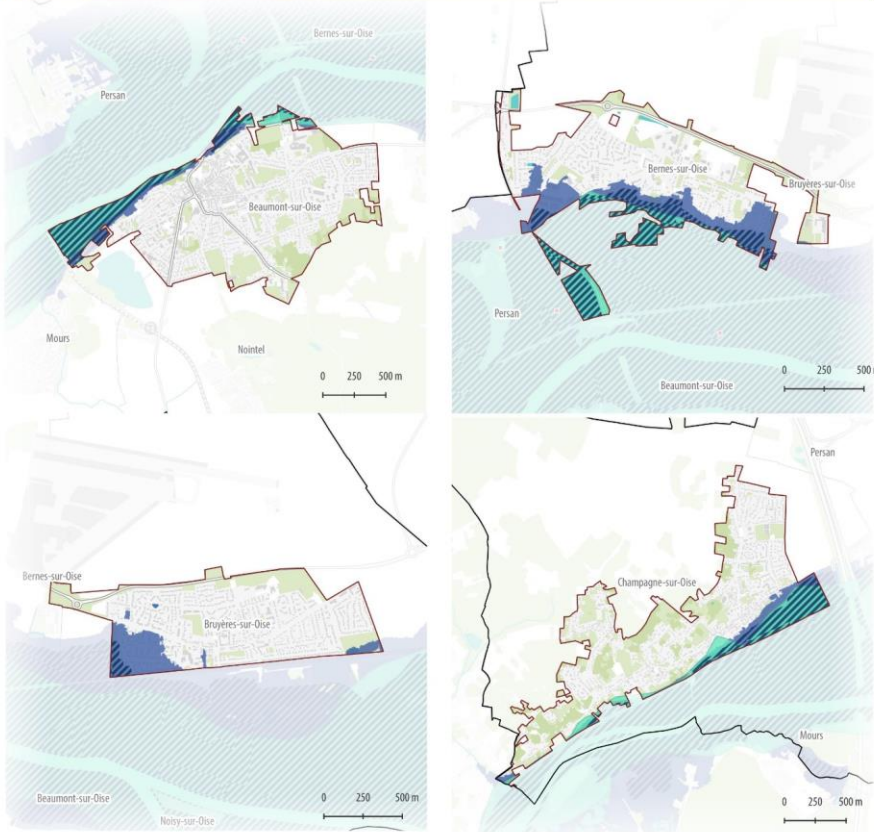 Bernes-sur-Oise
Persan
Beaumont-sur-Oise
Mours
Nointel
0 250 500 m
Bernes-sur-Oise
Bruyères-sur-Oise
Persan
Beaumont-sur-Oise
0 250 500 m
Bernes-sur-Oise
Bruyères-sur-Oise
Beaumont-sur-Oise
Noisy-sur-Oise
0 250 500 m
Persan
Champagne-sur-Oise
Mours
0 250 500 m